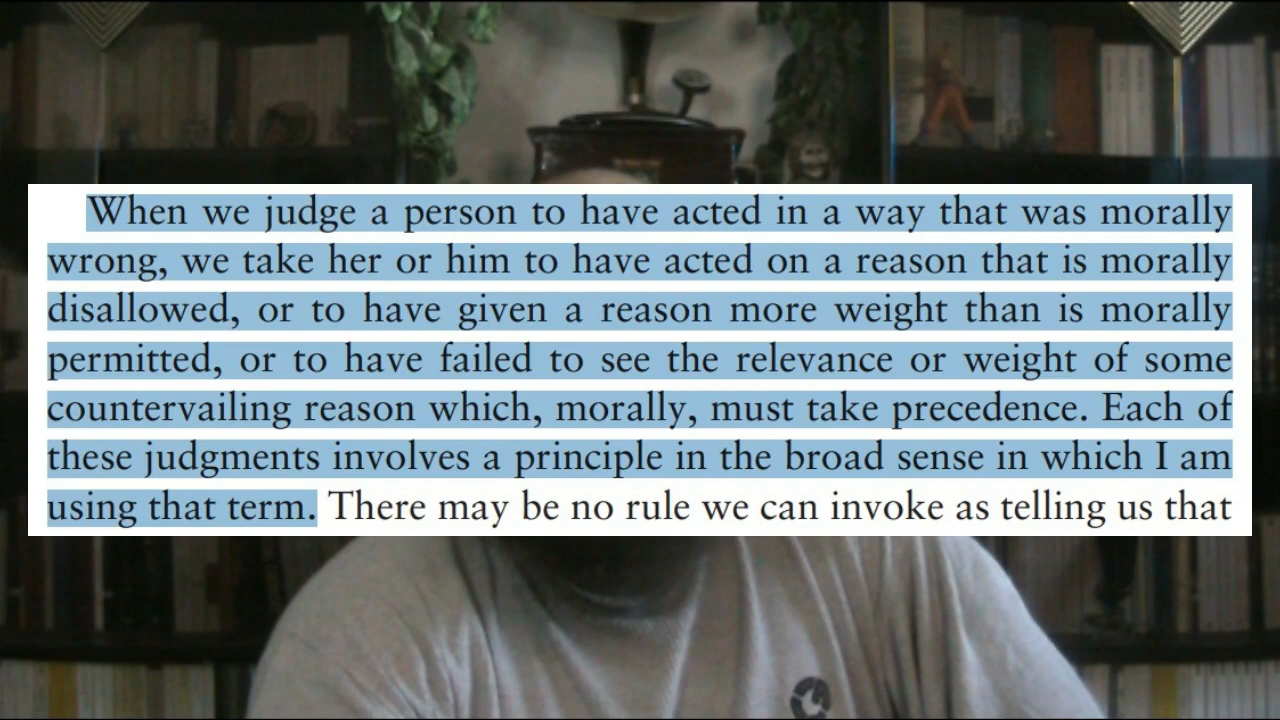 When we judge a person to have acted in a way that was morally
wrong, we take her or him to have acted on a reason that is morally
disallowed, or to have given a reason more weight than is morally
permitted, or to have failed to see the relevance or weight of some
countervailing reason which, morally, must take precedence. Each of
these judgments involves a principle in the broad sense in which I am
using that term. There may be no rule we can invoke as telling us that